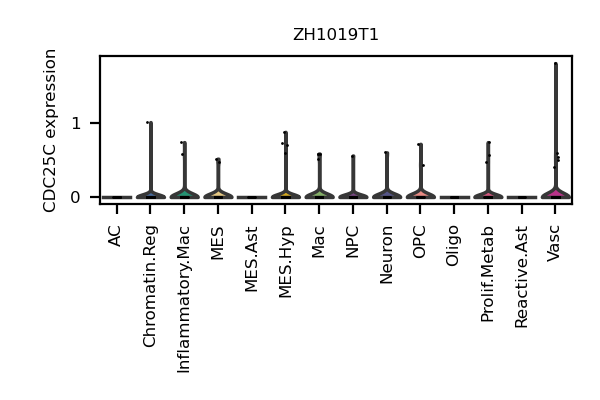 ZH1019T1
CDC25C expression
1
0
AC
Chromatin.Reg
Inflammatory.Mac
MES
MES.Ast
MES.Hyp
Mac
NPC
Neuron
OPC
Oligo
Prolif.Metab
Reactive.Ast
Vasc